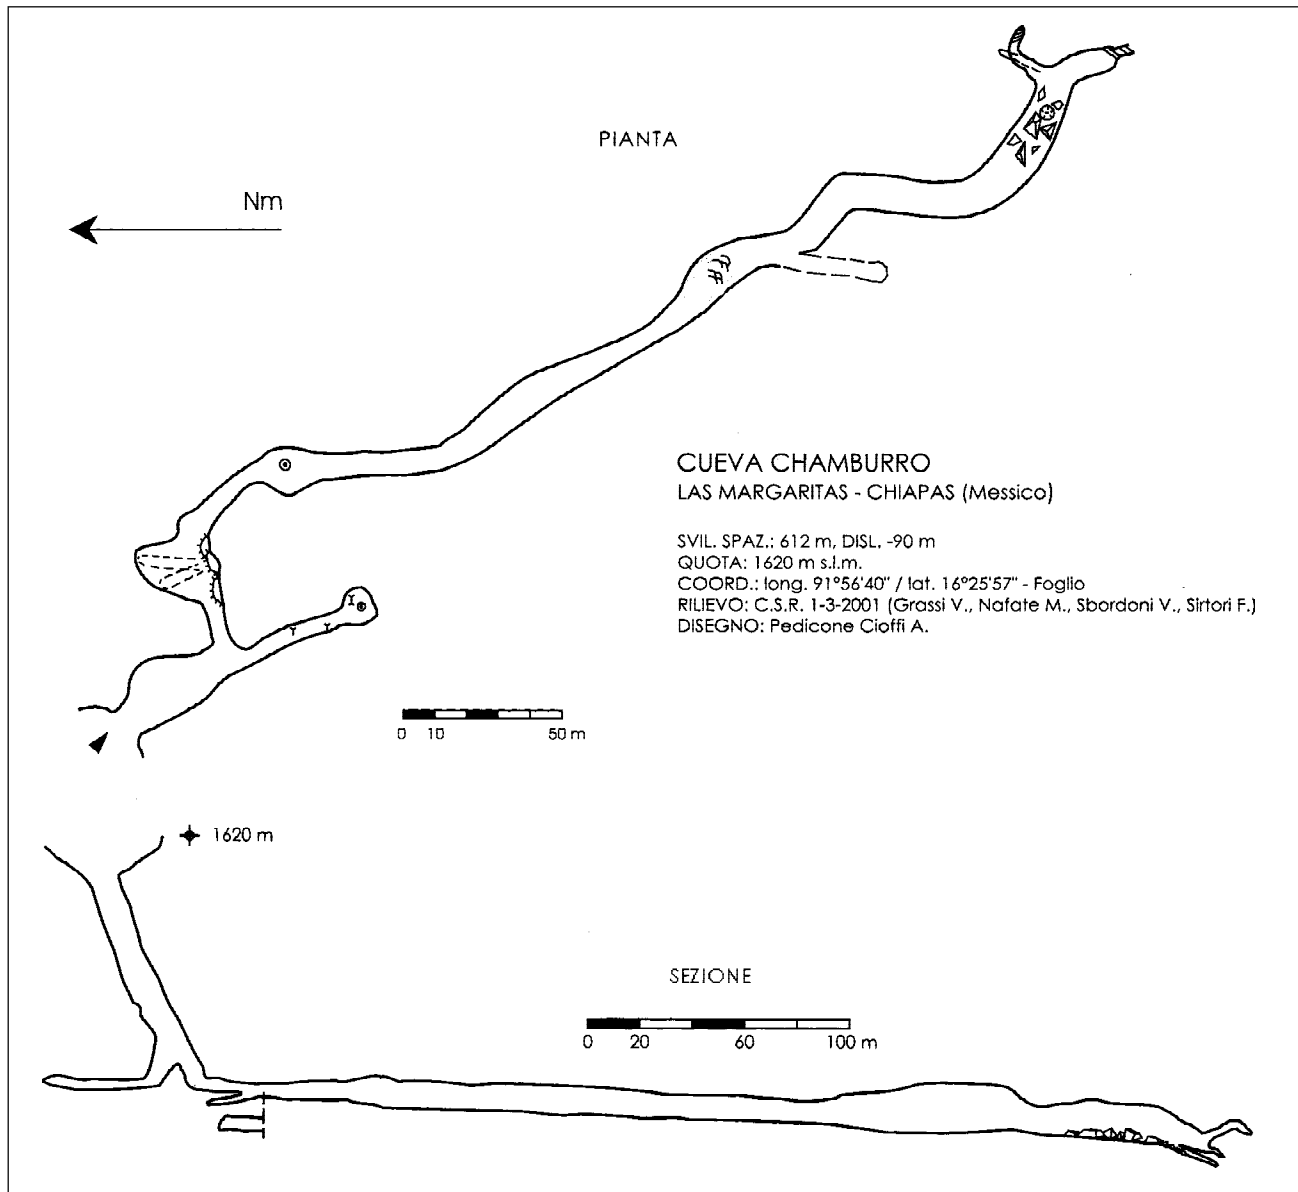 PIANTA
Nm
CUEVA CHAMBURRO
LAS MARGARITAS - CHIAPAS (Messico)
SVIL. SPAZ.: 612 m, DISL. -90 m
QUOTA: 1620 m s.l.m.
COORD.: long. 91°56'40" / lat. 16°25'57" - Foglio
RILIEVO: C.S.R. 1-3-2001 (Grassi V., Nafate M., Sbordoni V., Sirtori F.)
DISEGNO: Pedicone Cioffi A.
0 10 50 m
1620 m
SEZIONE
0 20 60 100 m